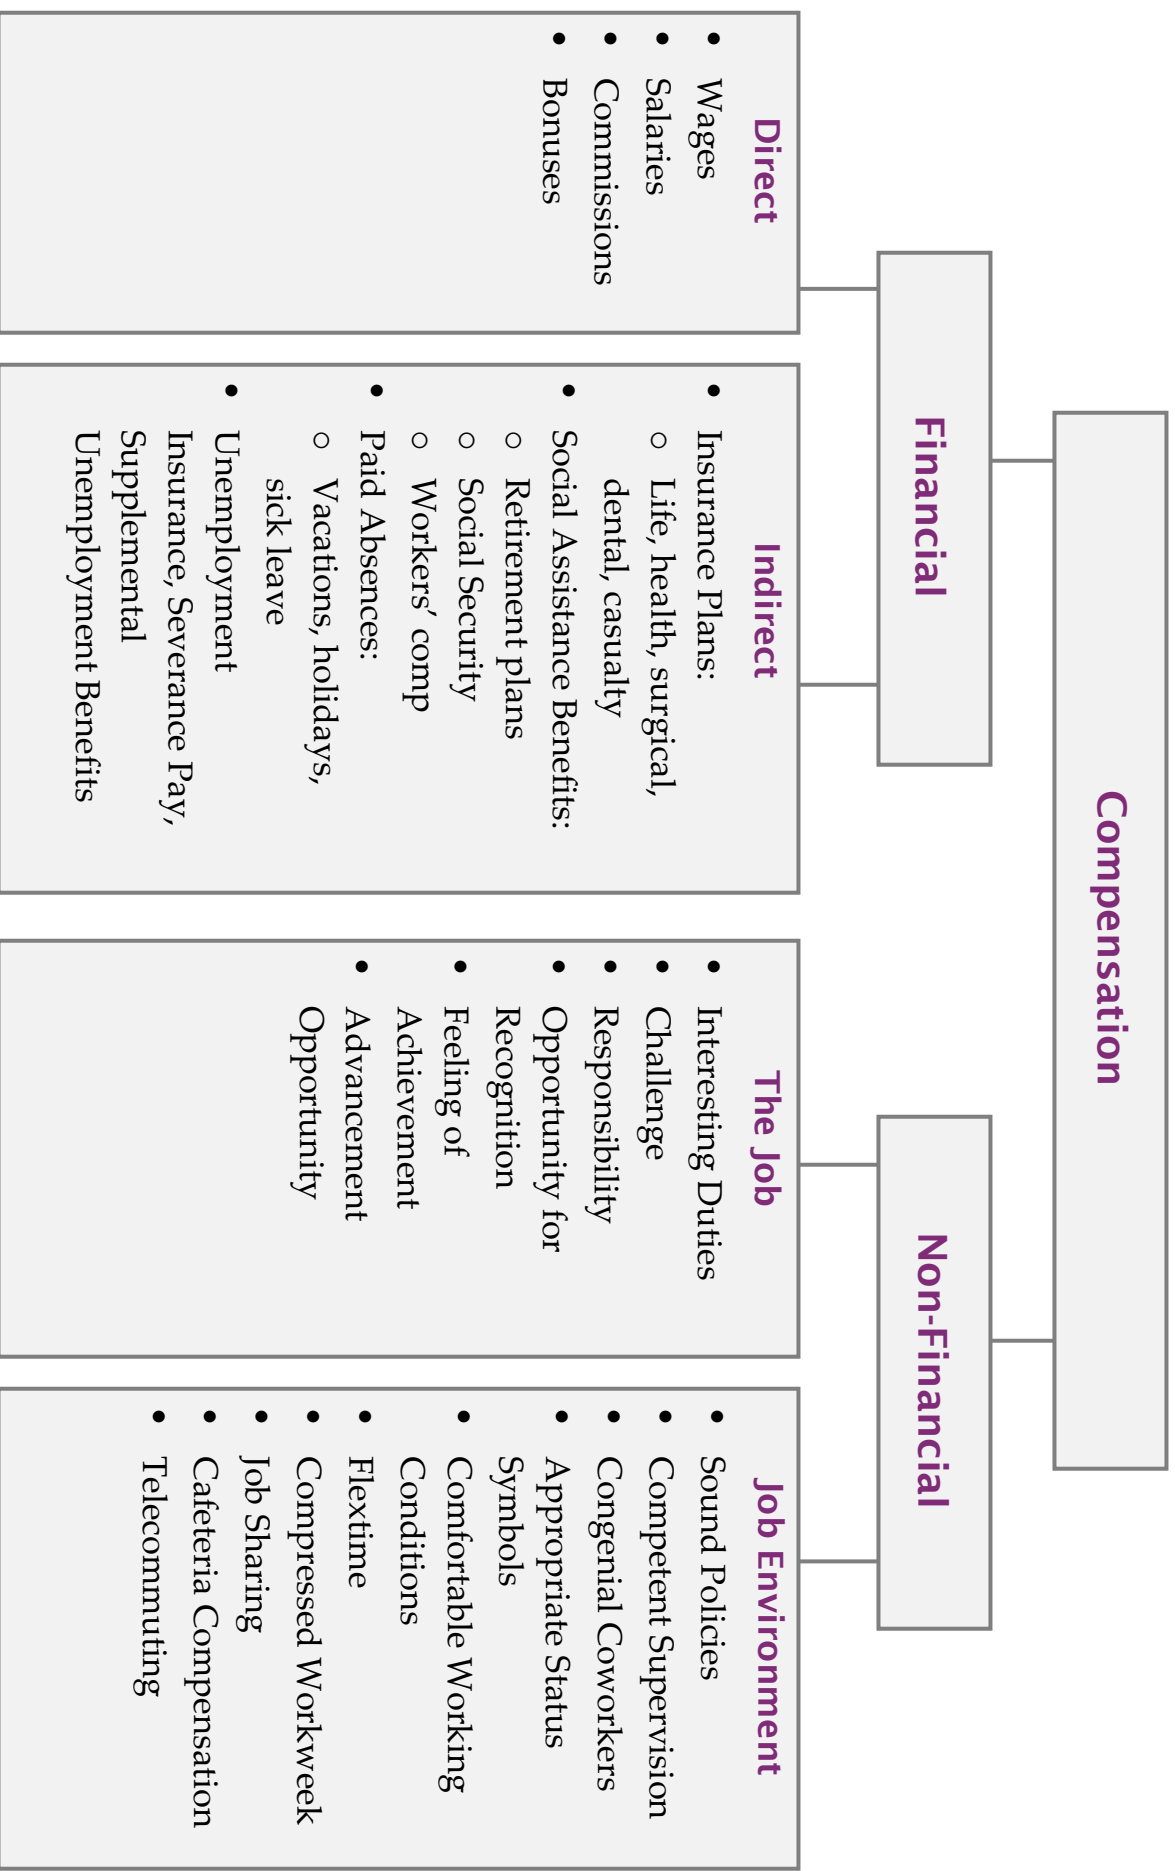 Compensation
Financial
Non-Financial
Direct
• Wages
• Salaries
• Commissions
• Bonuses
Indirect
• Insurance Plans:
○ Life, health, surgical,
dental, casualty
• Social Assistance Benefits:
○ Retirement plans
○ Social Security
○ Workers’ comp
• Paid Absences:
○ Vacations, holidays,
sick leave
• Unemployment
Insurance, Severance Pay,
Supplemental
Unemployment Benefits
The Job
• Interesting Duties
• Challenge
• Responsibility
• Opportunity for
Recognition
• Feeling of
Achievement
• Advancement
Opportunity
Job Environment
• Sound Policies
• Competent Supervision
• Congenial Coworkers
• Appropriate Status
Symbols
• Comfortable Working
Conditions
• Flextime
• Compressed Workweek
• Job Sharing
• Cafeteria Compensation
• Telecommuting